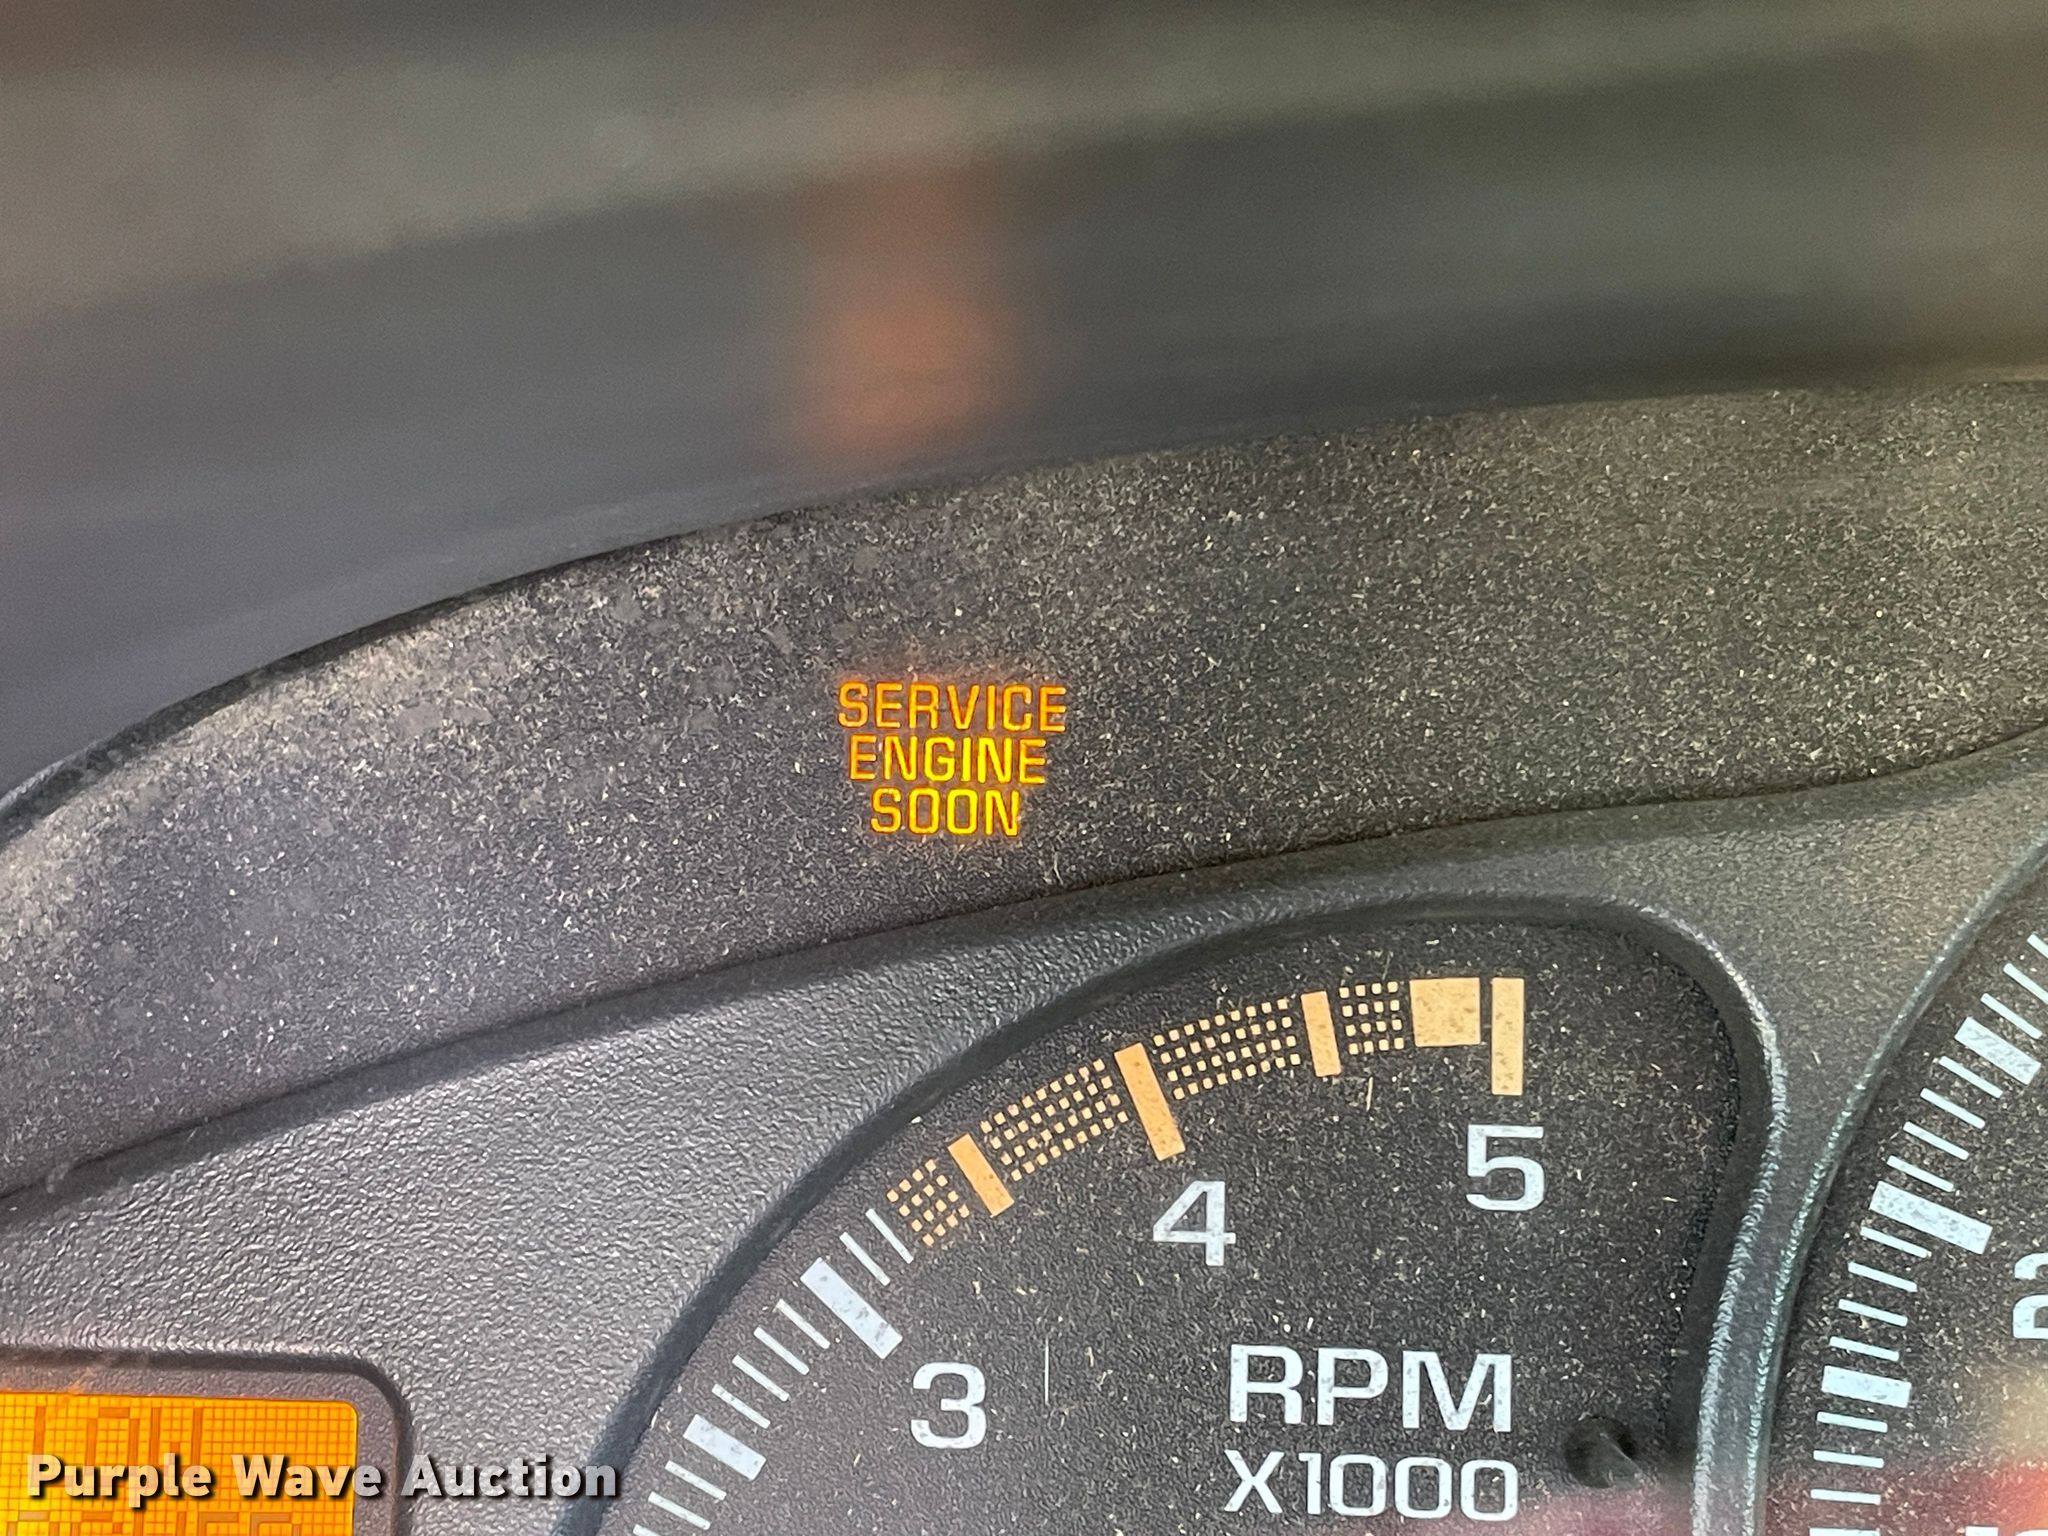 SERVICE
ENGINE
SOON
5
4
3
RPM
X1000
Purple Wave Auction